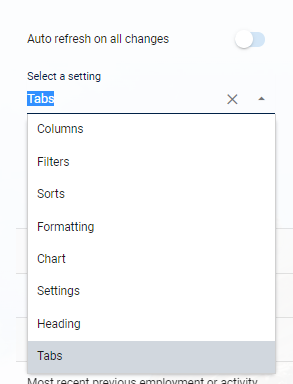 Auto refresh on all changes
Select a setting
Tabs
Columns
Filters
Sorts
Formatting
Chart
Settings
Heading
Tabs
Most recent previous employment or activity